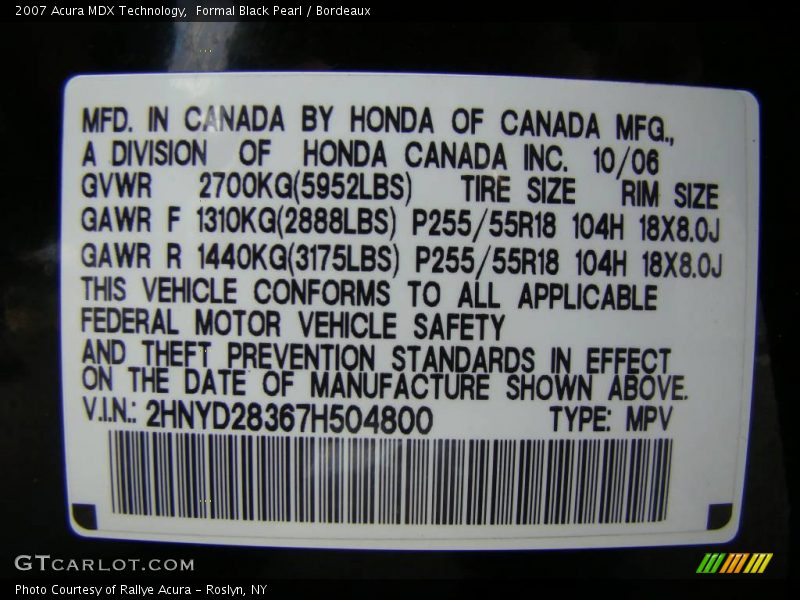 2007 Acura MDX Technology,  Formal Black Pearl / Bordeaux
MFD. IN CANADA BY HONDA OF CANADA MFG.,
A DIVISION OF HONDA CANADA INC. 10/06
GVWR 2700KG(5952LBS) TIRE SIZE RIM SIZE
GAWR F 1310KG(2888LBS) P255/55R18 104H 18X8.0J
GAWR R 1440KG(3175LBS) P255/55R18 104H 18X8.0J
THIS VEHICLE CONFORMS TO ALL APPLICABLE
FEDERAL MOTOR VEHICLE SAFETY
AND THEFT PREVENTION STANDARDS IN EFFECT
ON THE DATE OF MANUFACTURE SHOWN ABOVE.
V.I.N.: 2HNYD28367H504800 TYPE: MPV
GTCARLOT.COM
Photo Courtesy of Rallye Acura - Roslyn, NY